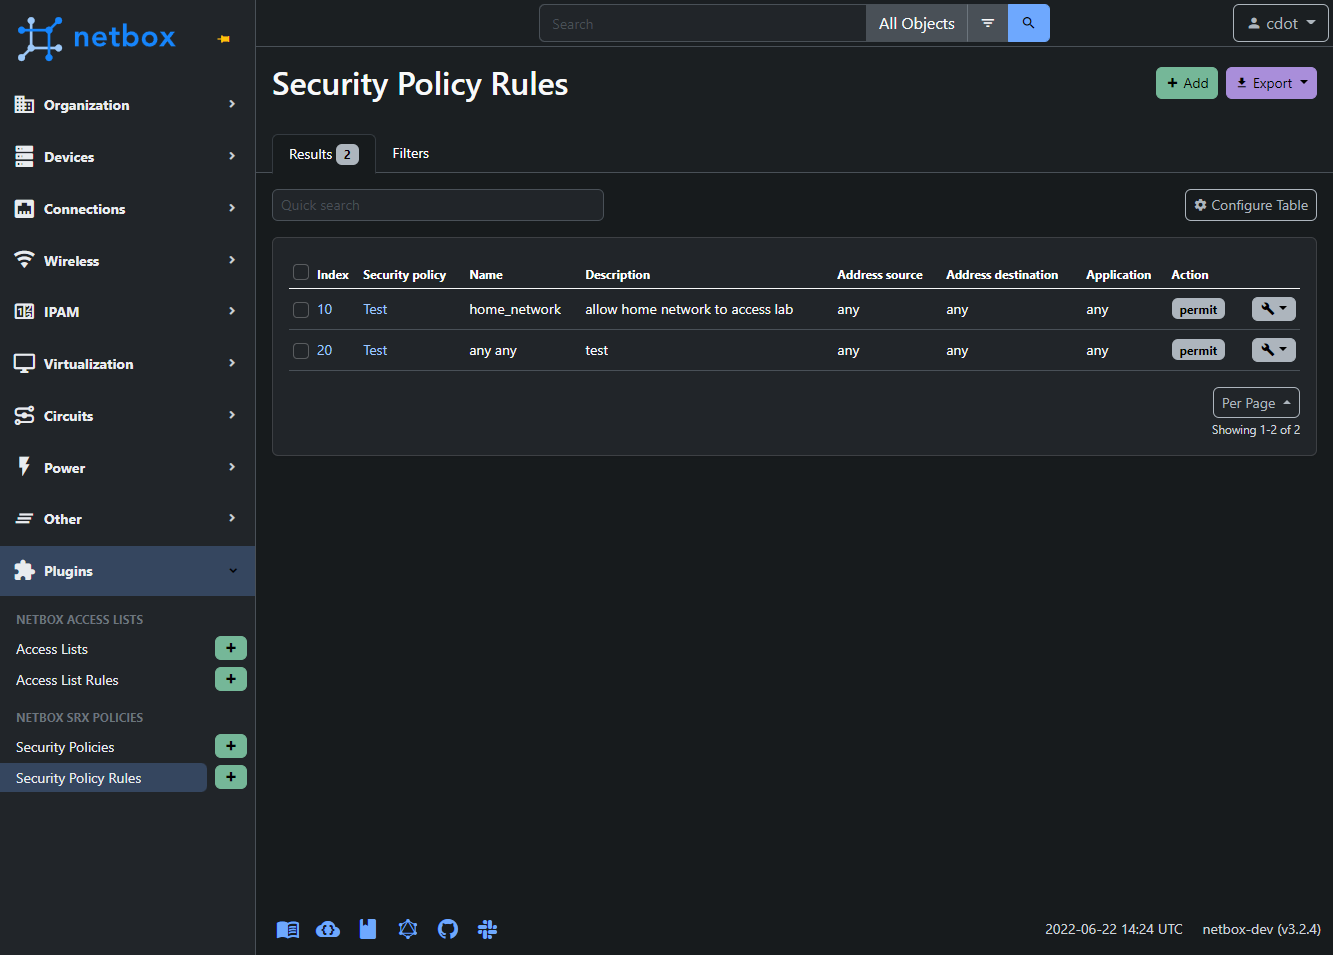 netbox
Search
All Objects
cdot
Organization
Devices
Connections
Wireless
IPAM
Virtualization
Circuits
Power
Other
Plugins
NETBOX ACCESS LISTS
Access Lists
Access List Rules
NETBOX SRX POLICIES
Security Policies
Security Policy Rules
Security Policy Rules
+ Add
Export
Results 2
Filters
Quick search
Configure Table
Index Security policy Name Description Address source Address destination Application Action
10 Test home_network allow home network to access lab any any any permit
20 Test any any test any any any permit
Per Page
Showing 1-2 of 2
2022-06-22 14:24 UTC netbox-dev (v3.2.4)